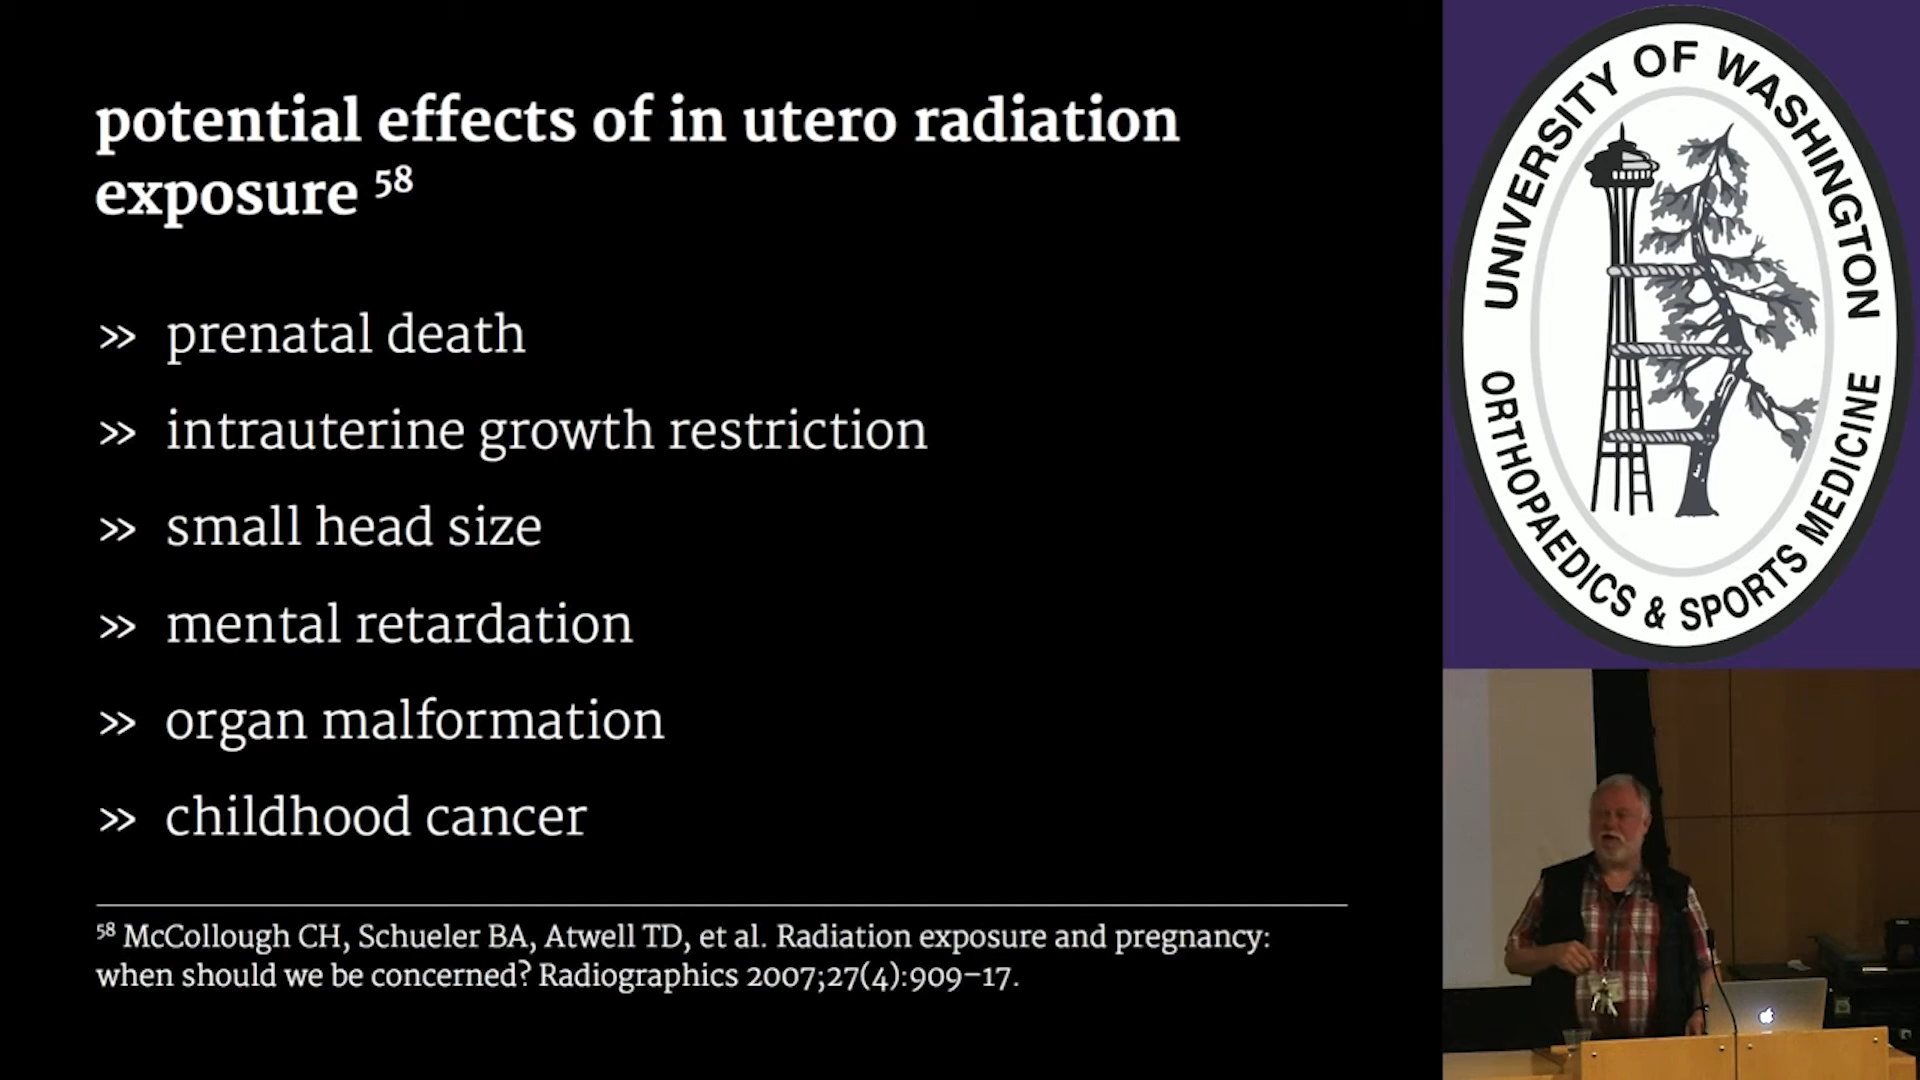 potential effects of in utero radiation
exposure 58
» prenatal death
» intrauterine growth restriction
» small head size
» mental retardation
» organ malformation
» childhood cancer
58 McCollough CH, Schueler BA, Atwell TD, et al. Radiation exposure and pregnancy:
when should we be concerned? Radiographics 2007;27(4):909–17.
UNIVERSITY OF WASHINGTON
ORTHOPAEDICS & SPORTS MEDICINE